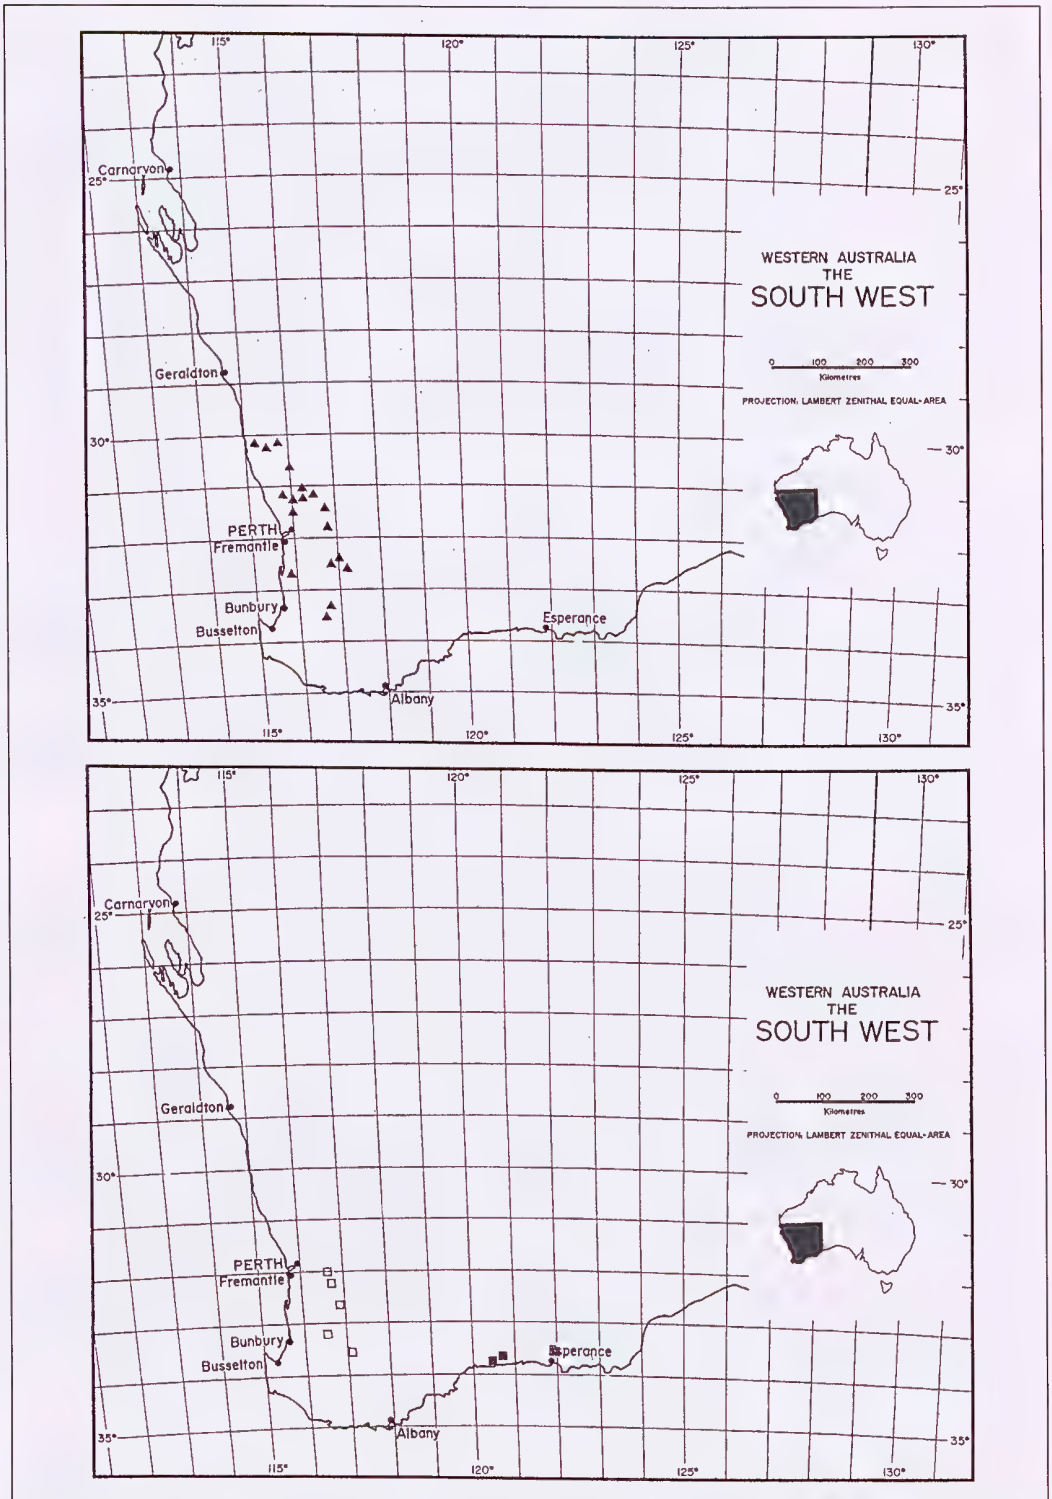 115°
120°
125°
130°
Carnarvon
25°
25°
WESTERN AUSTRALIA
THE
SOUTH WEST
0 100 200 300
Kilometres
Geraldton
PROJECTION: LAMBERT ZENITHAL EQUAL-AREA
30°
30°
PERTH
Fremantle
Bunbury
Esperance
Busselton
Albany
35°
35°
115°
120°
125°
130°
115°
120°
125°
130°
Carnarvon
25°
25°
WESTERN AUSTRALIA
THE
SOUTH WEST
0 100 200 300
Kilometres
Geraldton
PROJECTION: LAMBERT ZENITHAL EQUAL-AREA
30°
30°
PERTH
Fremantle
Bunbury
Esperance
Busselton
Albany
35°
35°
115°
120°
125°
130°